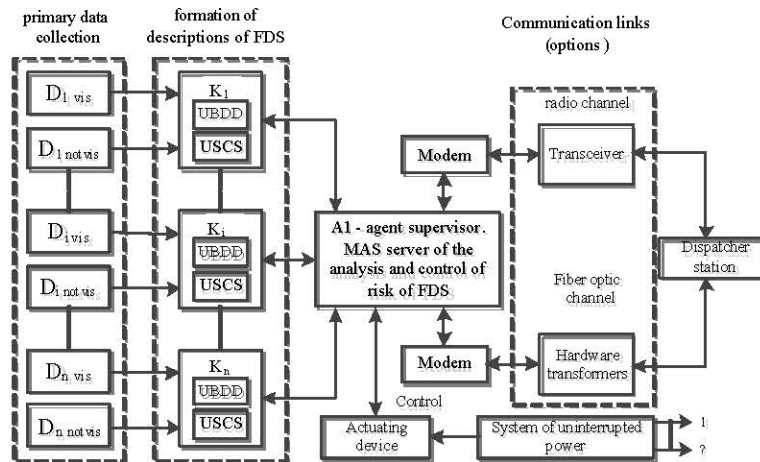 primary data
collection
formation of
descriptions of FDS
Communication links
(options )
D1 vis
D1 not vis
Di vis
Di not vis
Dn vis
Dn not vis
K1
UBDD
USCS
Ki
UBDD
USCS
Kn
UBDD
USCS
A1 - agent supervisor.
MAS server of the
analysis and control of
risk of FDS
Modem
Modem
radio channel
Transceiver
Fiber optic
channel
Hardware
transformers
Dispatcher
station
Control
Actuating
device
System of uninterrupted
power
1
?